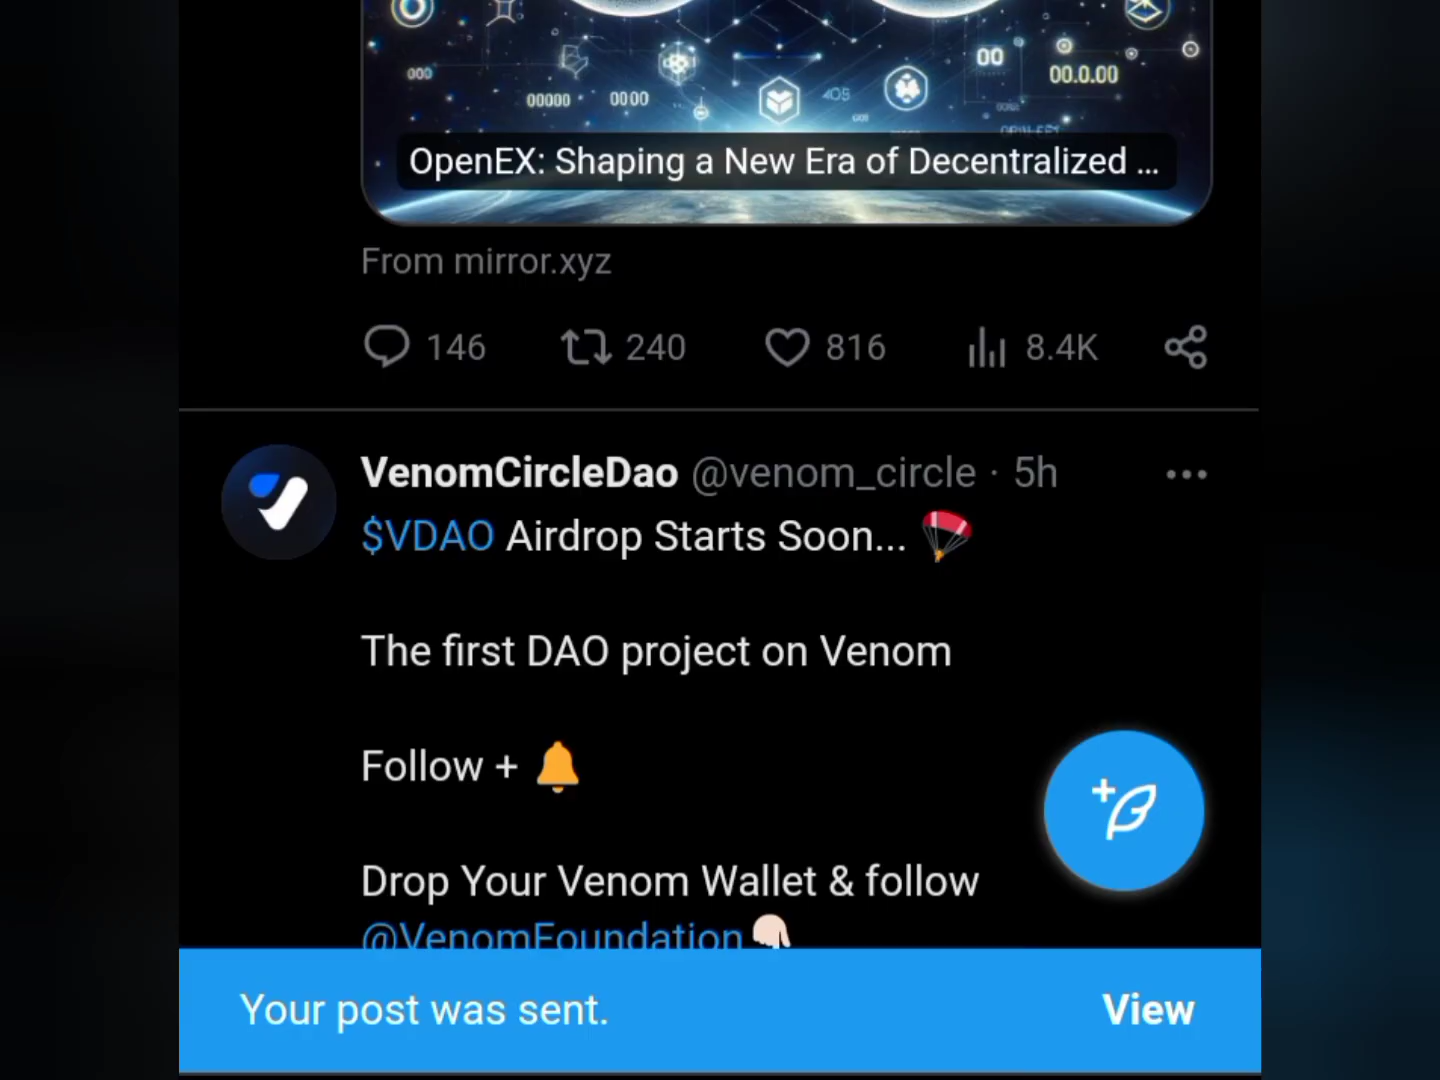 000
00000
0000
405
00
00.0.00
OpenEX: Shaping a New Era of Decentralized ...
From mirror.xyz
146 240 816 8.4K
VenomCircleDao @venom_circle · 5h
$VDAO Airdrop Starts Soon...
The first DAO project on Venom
Follow +
Drop Your Venom Wallet & follow
@VenomFoundation
Your post was sent. View